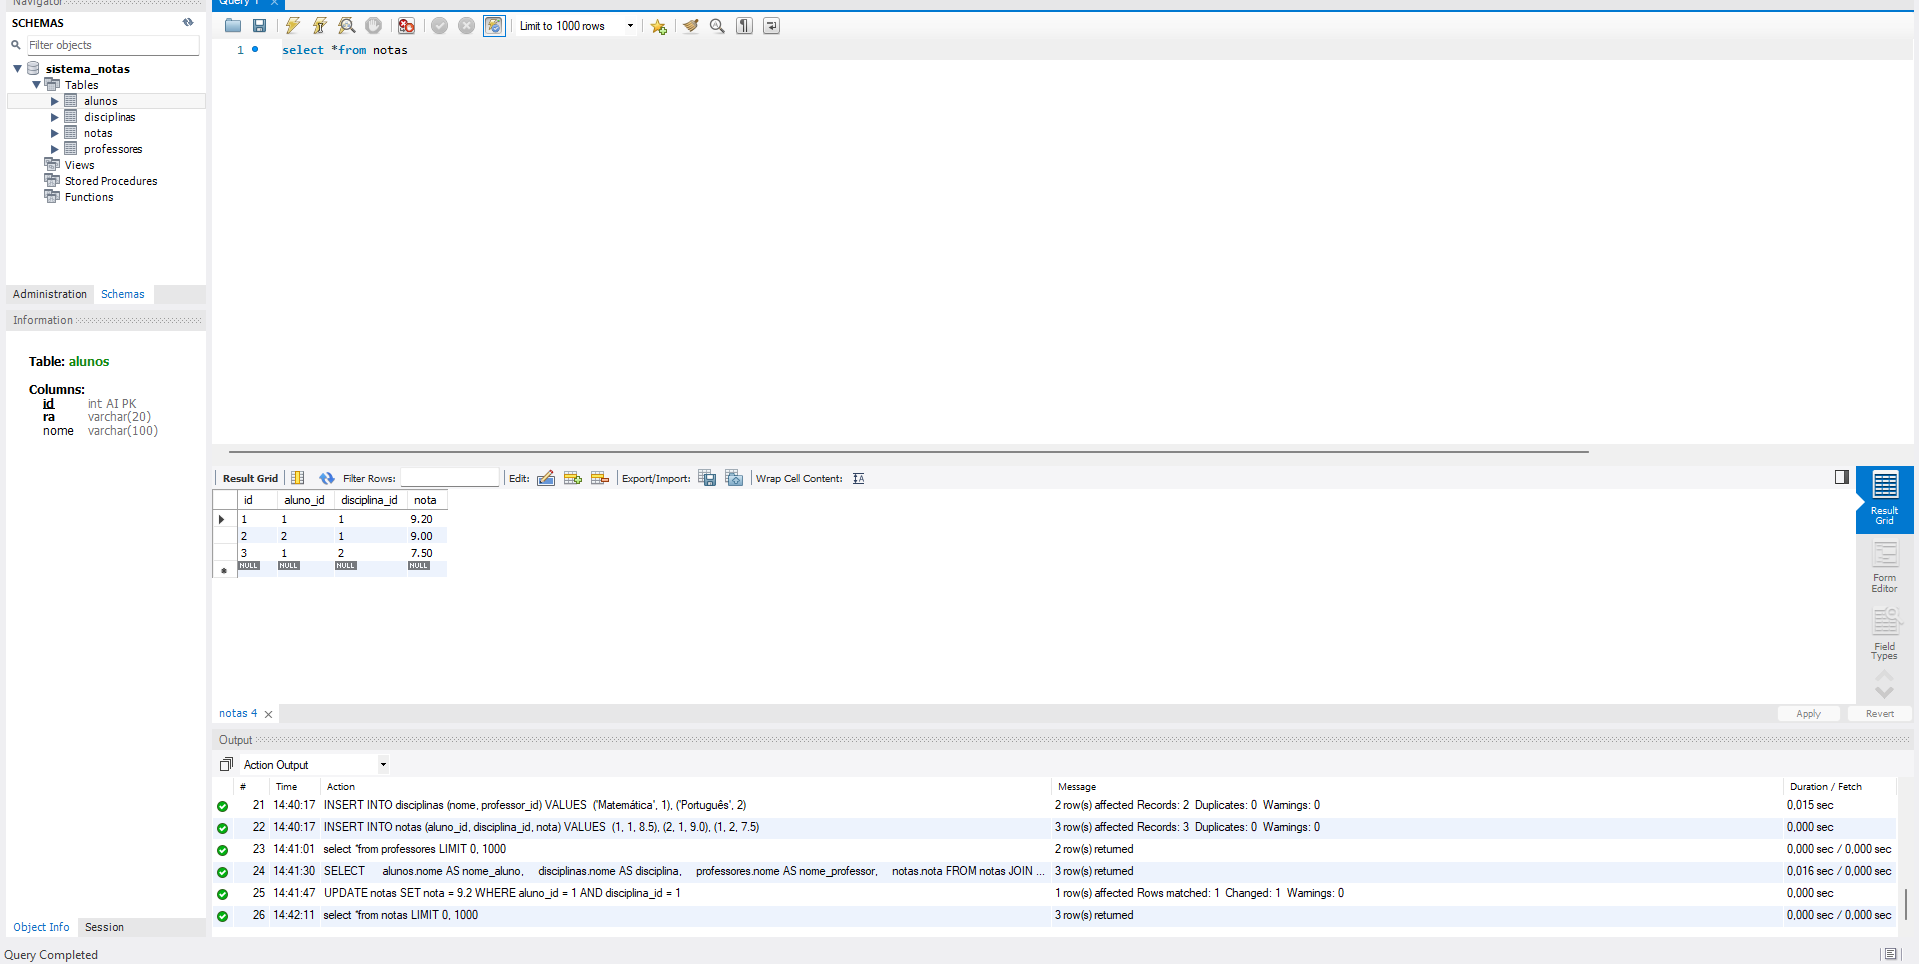 Navigator
Query 1
SCHEMAS
Filter objects
sistema_notas
Tables
alunos
disciplinas
notas
professores
Views
Stored Procedures
Functions
Administration Schemas
Information
Table: alunos
Columns:
id int AI PK
ra varchar(20)
nome varchar(100)
Object Info Session
Query Completed
Limit to 1000 rows
1 select *from notas
Result Grid Filter Rows: Edit: Export/Import: Wrap Cell Content:
id aluno_id disciplina_id nota
1 1 1 9.20
2 2 1 9.00
3 1 2 7.50
NULL NULL NULL NULL
Result
Grid
Form
Editor
Field
Types
notas 4
Apply Revert
Output
Action Output
# Time Action Message Duration / Fetch
21 14:40:17 INSERT INTO disciplinas (nome, professor_id) VALUES ('Matemática', 1), ('Português', 2) 2 row(s) affected Records: 2 Duplicates: 0 Warnings: 0 0,015 sec
22 14:40:17 INSERT INTO notas (aluno_id, disciplina_id, nota) VALUES (1, 1, 8.5), (2, 1, 9.0), (1, 2, 7.5) 3 row(s) affected Records: 3 Duplicates: 0 Warnings: 0 0,000 sec
23 14:41:01 select *from professores LIMIT 0, 1000 2 row(s) returned 0,000 sec / 0,000 sec
24 14:41:30 SELECT alunos.nome AS nome_aluno, disciplinas.nome AS disciplina, professores.nome AS nome_professor, notas.nota FROM notas JOIN ... 3 row(s) returned 0,016 sec / 0,000 sec
25 14:41:47 UPDATE notas SET nota = 9.2 WHERE aluno_id = 1 AND disciplina_id = 1 1 row(s) affected Rows matched: 1 Changed: 1 Warnings: 0 0,000 sec
26 14:42:11 select *from notas LIMIT 0, 1000 3 row(s) returned 0,000 sec / 0,000 sec